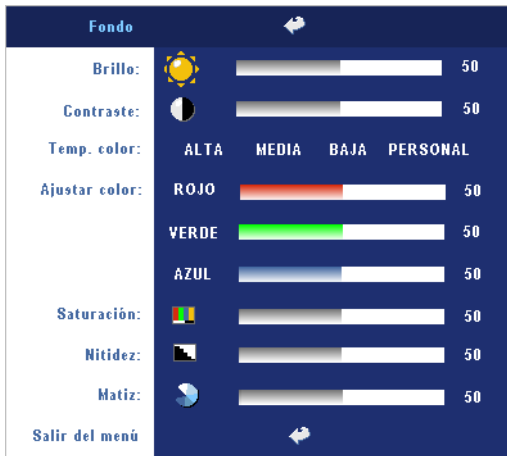 Fondo
Brillo: 50
Contraste: 50
Temp. color: ALTA MEDIA BAJA PERSONAL
Ajustar color: ROJO 50
VERDE 50
AZUL 50
Saturación: 50
Nitidez: 50
Matiz: 50
Salir del menú